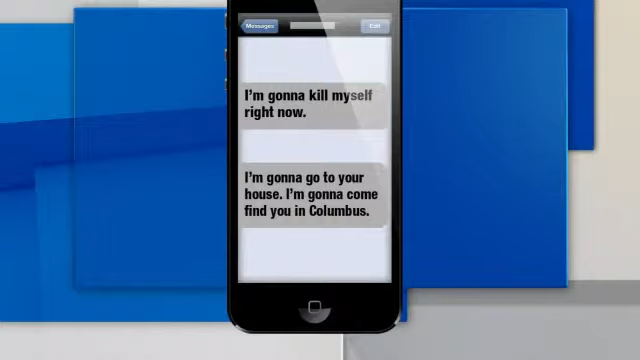 Messages
Edit
I'm gonna kill myself
right now.
I'm gonna go to your
house. I'm gonna come
find you in Columbus.